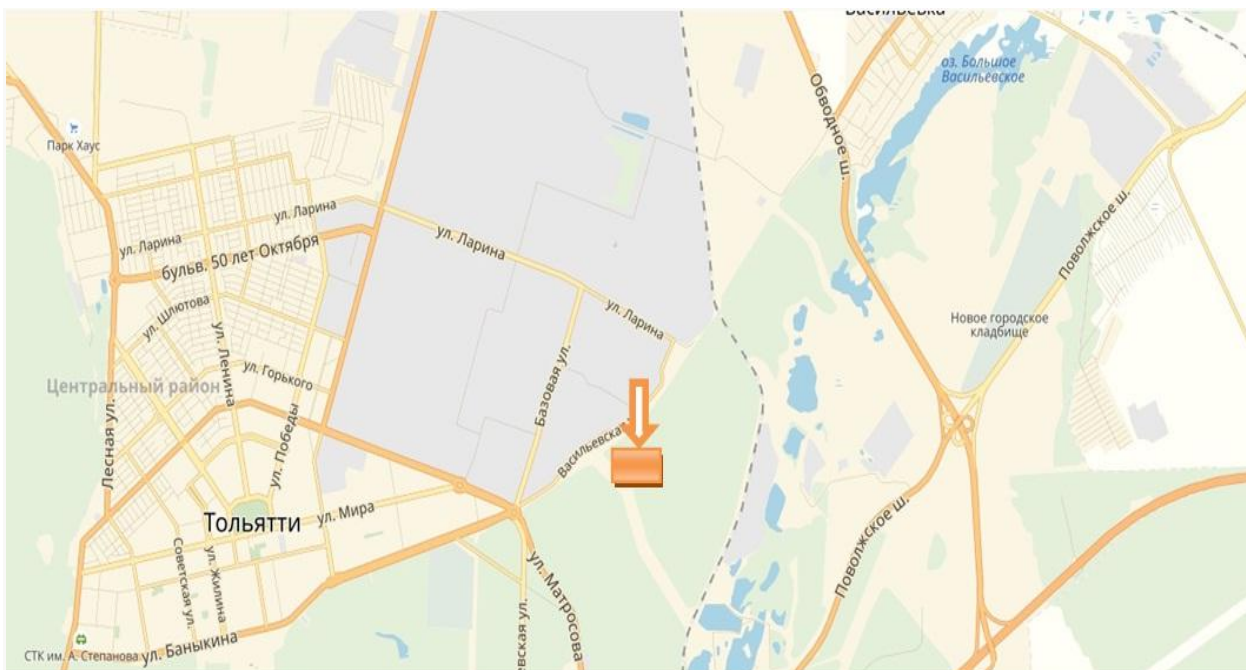 Васильевка
оз. Большое
Васильевское
Обводное ш.
Парк Хаус
Поволжское ш.
ул. Ларина
ул. Ларина
ул. Ларина
бульв. 50 лет Октября
ул. Ларина
ул. Шлютова
Новое городское
кладбище
ул. Ленина
ул. Горького
Базовая ул.
Центральный район
Лесная ул.
ул. Победы
Васильевская
Тольятти
ул. Мира
Поволжское ш.
Советская ул.
ул. Жилина
ул. Матросова
евская ул.
СТК им. А. Степанова
ул. Баныкина